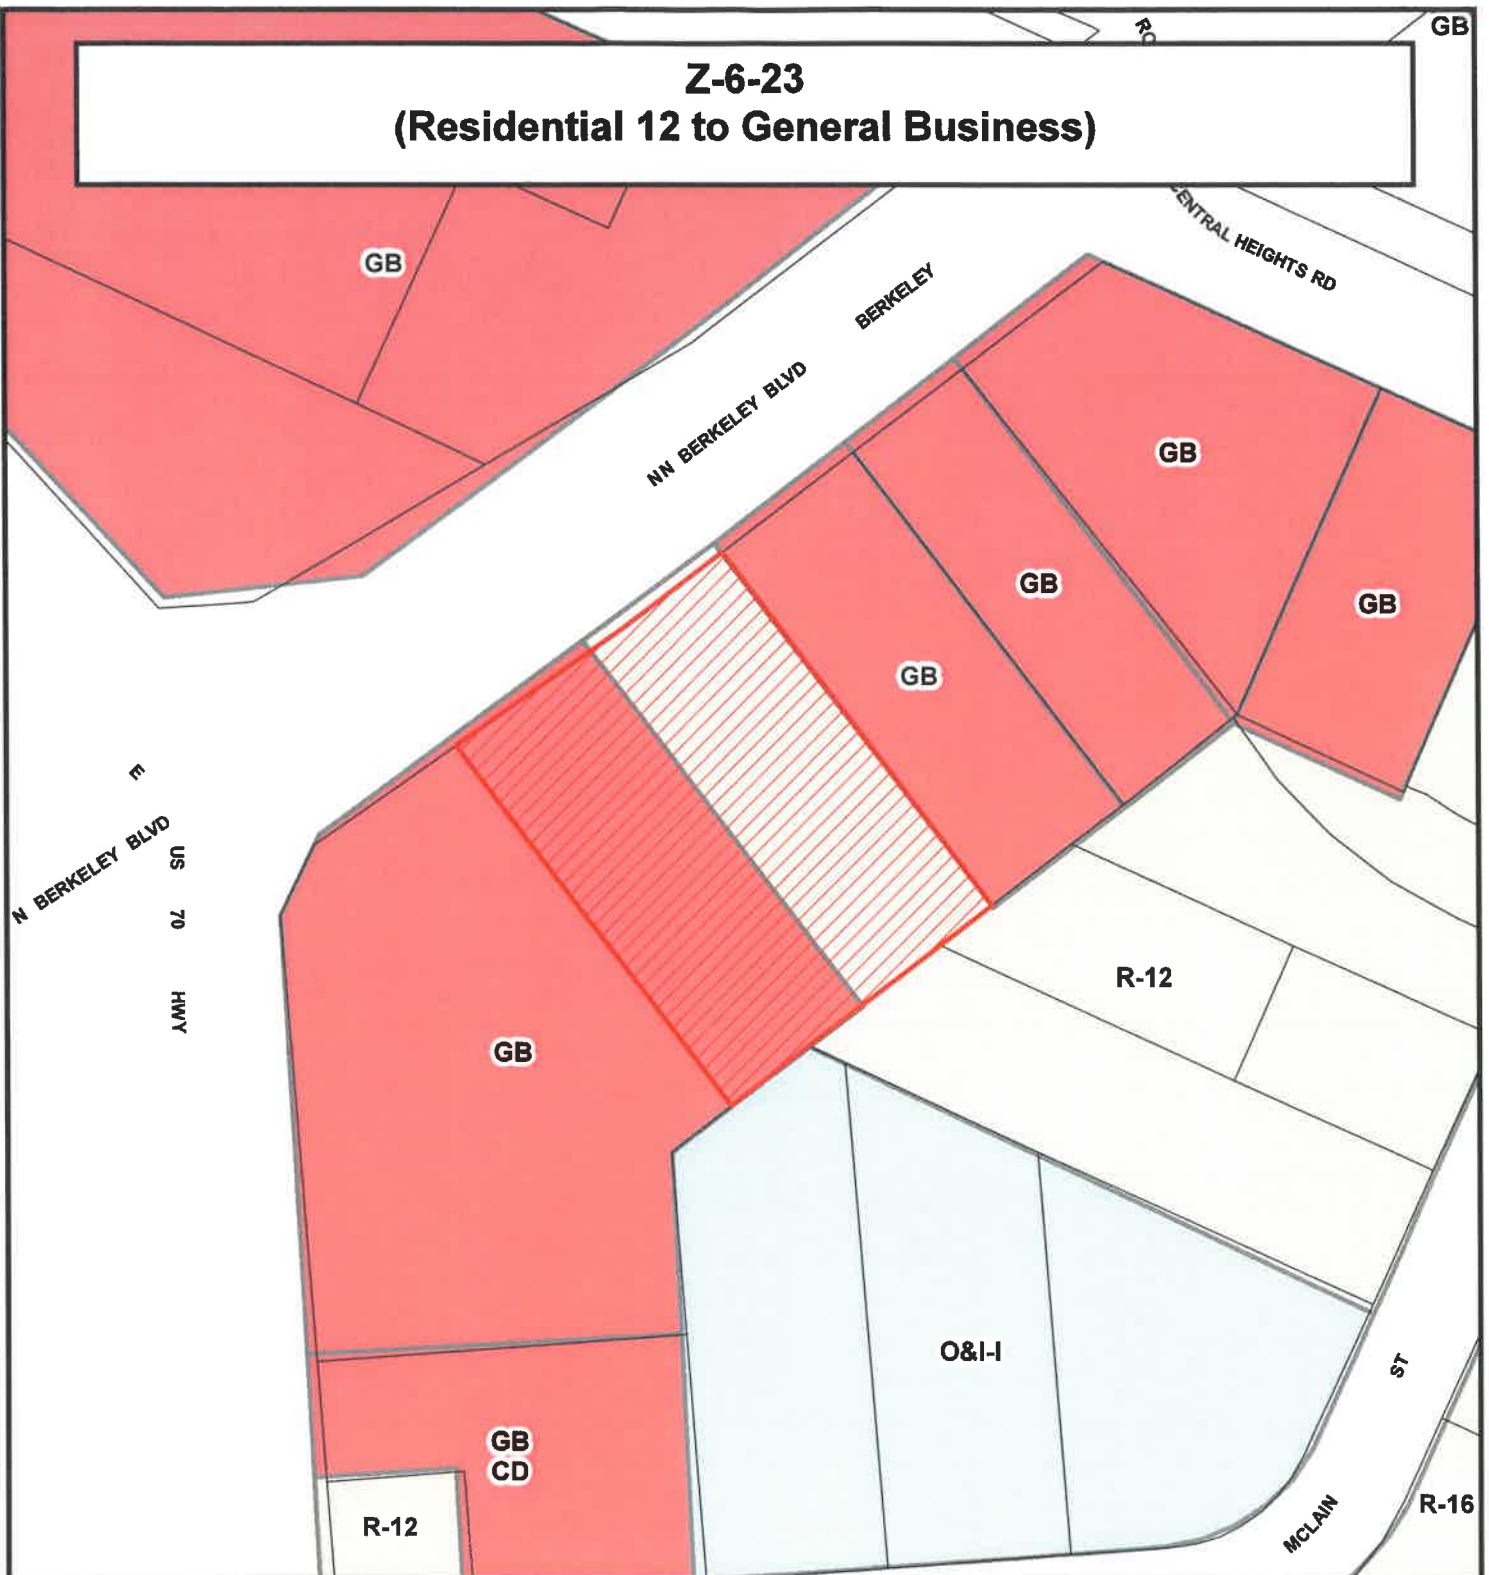 GB
RO
Z-6-23
(Residential 12 to General Business)
CENTRAL HEIGHTS RD
GB
BERKELEY
NN BERKELEY BLVD
GB
GB
GB
GB
E US 70 HWY
N BERKELEY BLVD
R-12
GB
O&I-I
ST
GB
CD
R-16
R-12
MCLAIN